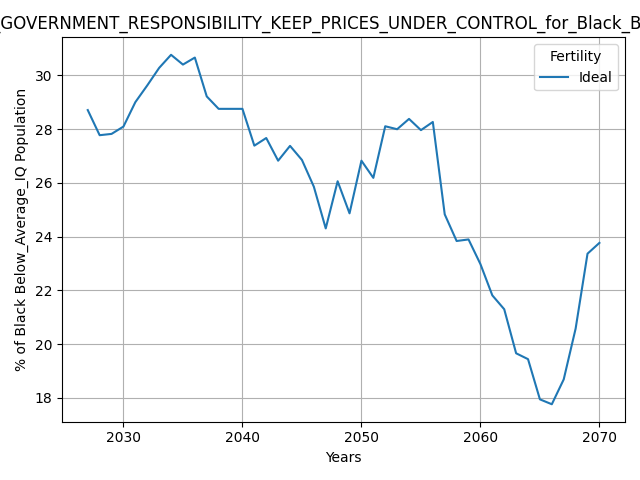 _GOVERNMENT_RESPONSIBILITY_KEEP_PRICES_UNDER_CONTROL_for_Black_B
Fertility
Ideal
% of Black Below_Average_IQ Population
30
28
26
24
22
20
18
2030 2040 2050 2060 2070
Years